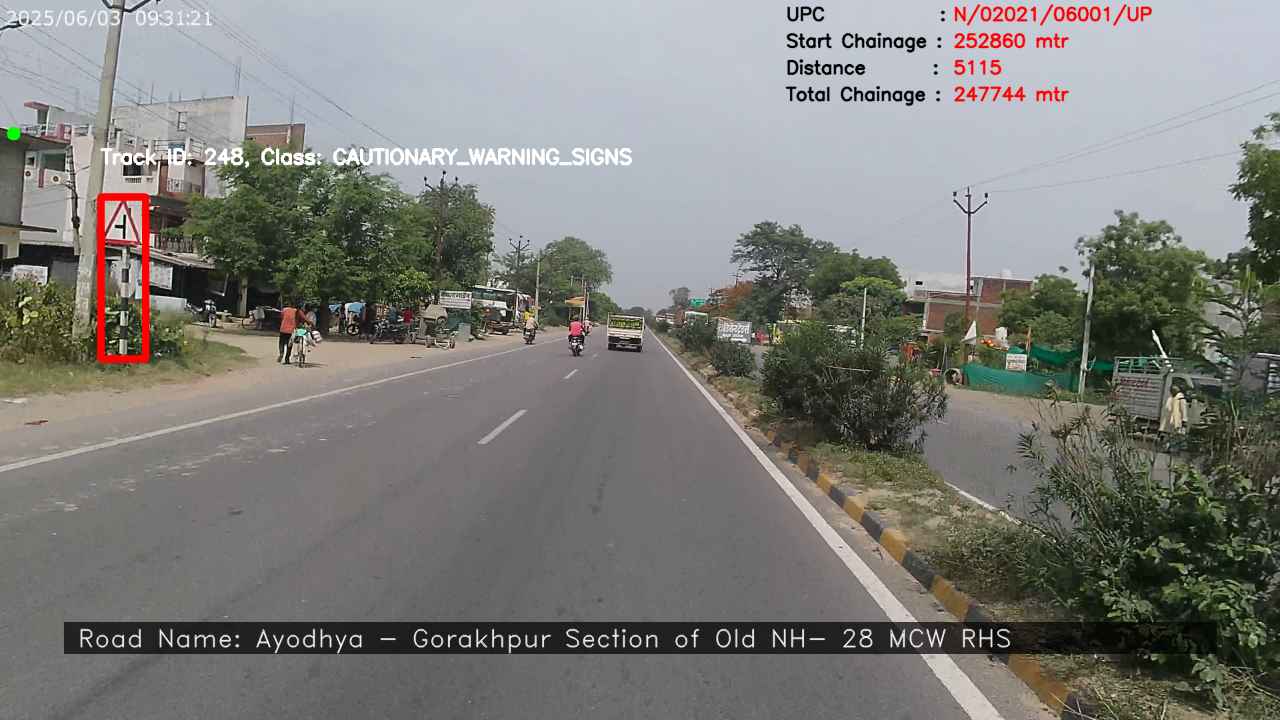 2025/06/03 09:31:21
UPC : N/02021/06001/UP
Start Chainage : 252860 mtr
Distance : 5115
Total Chainage : 247744 mtr
Track ID: 248, Class: CAUTIONARY_WARNING_SIGNS
Road Name: Ayodhya - Gorakhpur Section of Old NH- 28 MCW RHS